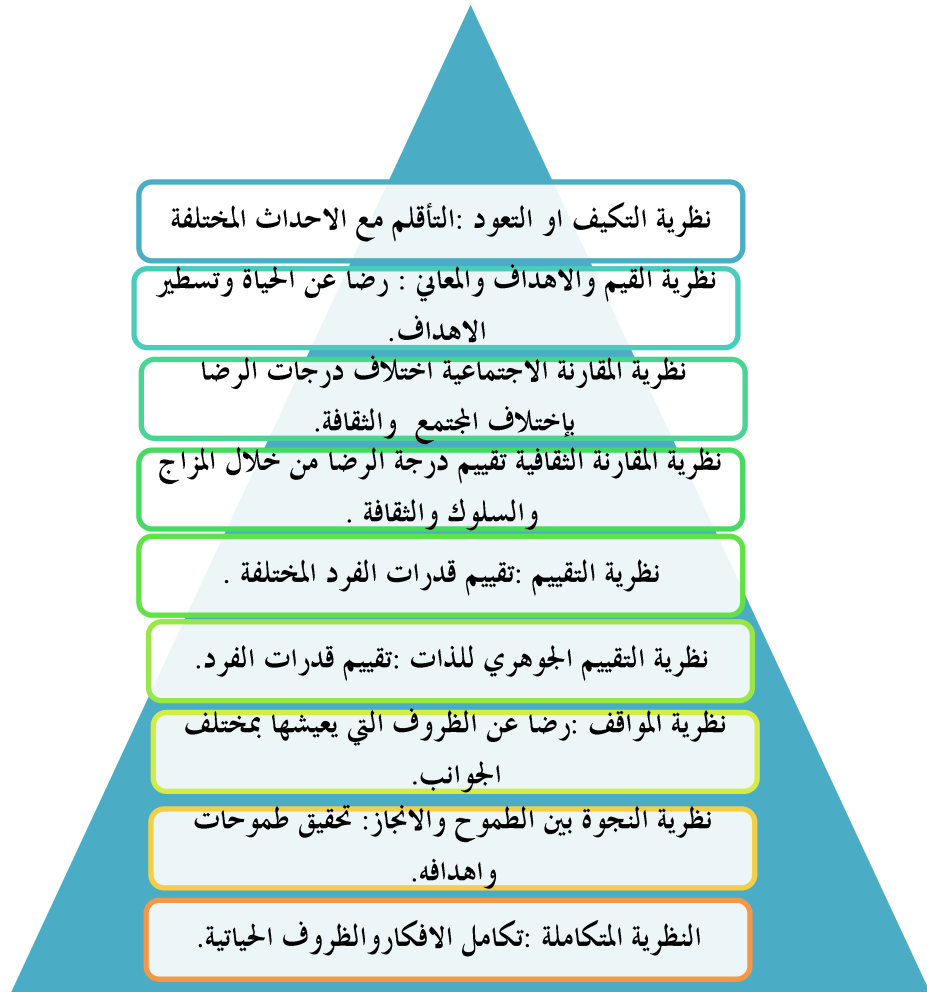 نظرية التكيف او التعود :التأقلم مع الاحداث المختلفة
نظرية القيم والاهداف والمعاني : رضا عن الحياة وتسطير
الاهداف.
نظرية المقارنة الاجتماعية اختلاف درجات الرضا
بإختلاف المجتمع والثقافة.
نظرية المقارنة الثقافية تقييم درجة الرضا من خلال المزاج
والسلوك والثقافة .
نظرية التقييم :تقييم قدرات الفرد المختلفة .
نظرية التقييم الجوهري للذات :تقييم قدرات الفرد.
نظرية المواقف :رضا عن الظروف التي يعيشها بمختلف
الجوانب.
نظرية النجوة بين الطموح والانجاز: تحقيق طموحات
واهدافه.
النظرية المتكاملة :تكامل الافكاروالظروف الحياتية.